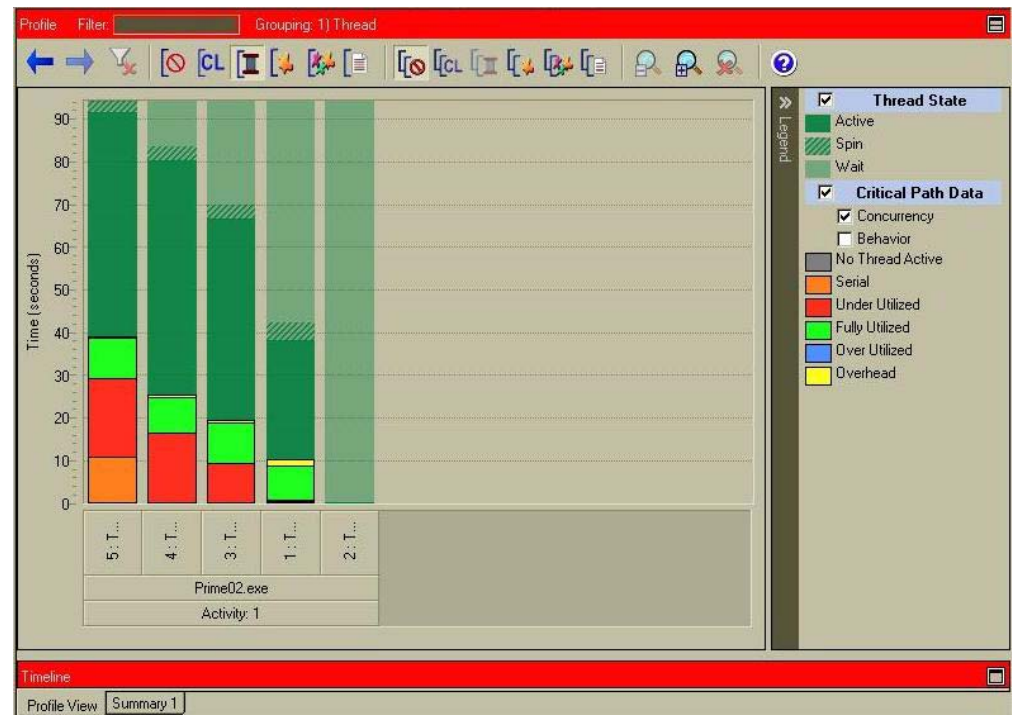 Profile Filter: Grouping: 1) Thread
CL
CL
Legend
Thread State
Active
Spin
Wait
Critical Path Data
Concurrency
Behavior
No Thread Active
Serial
Under Utilized
Fully Utilized
Over Utilized
Overhead
Time (seconds)
90
80
70
60
50
40
30
20
10
0
5 : T...
4 : T...
3 : T...
1 : T...
2 : T...
Prime02.exe
Activity: 1
Timeline
Profile View Summary 1